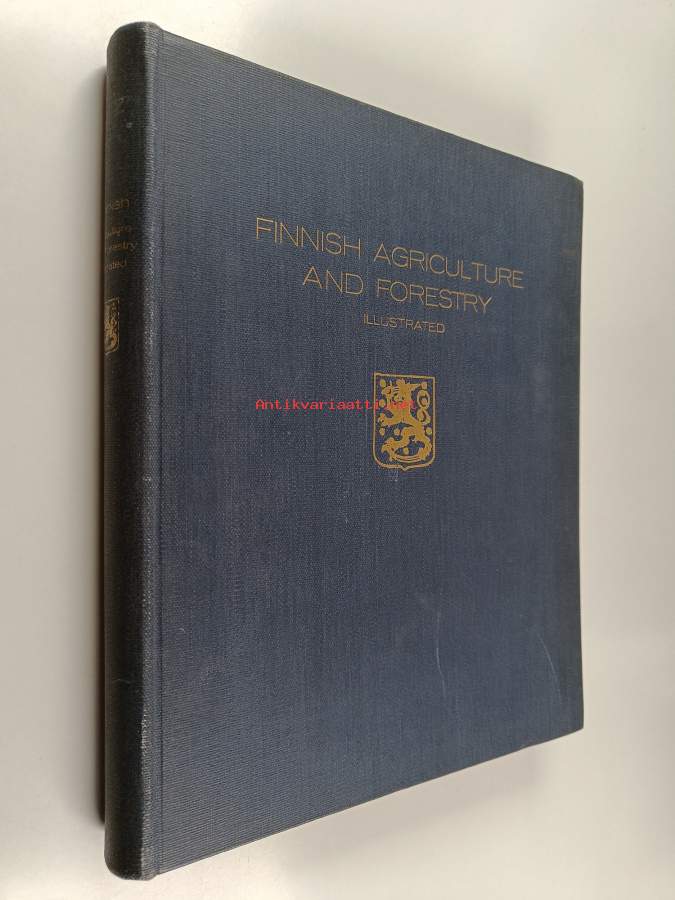 FINNISH AGRICULTURE
AND FORESTRY
ILLUSTRATED
Antikvariaatti.net